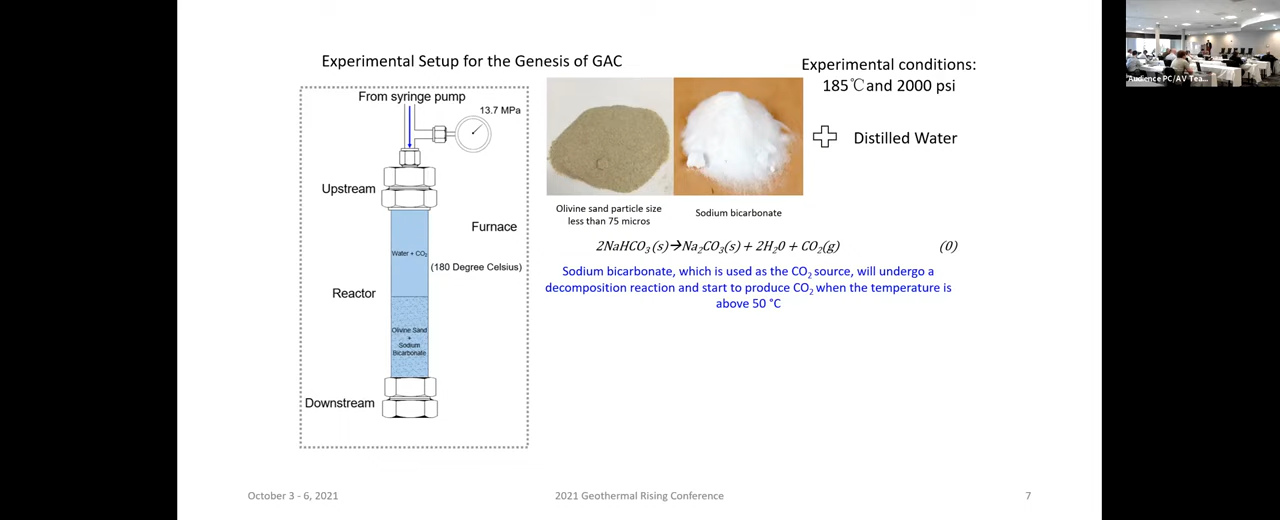 Experimental Setup for the Genesis of GAC
From syringe pump
13.7 MPa
Upstream
Furnace
Water + CO₂
(180 Degree Celsius)
Reactor
Olivine Sand
+
Sodium
Bicarbonate
Downstream
Olivine sand particle size
less than 75 micros
Sodium bicarbonate
Experimental conditions:
185℃ and 2000 psi
Distilled Water
2NaHCO₃(s)→Na₂CO₃(s) + 2H₂0 + CO₂(g) (0)
Sodium bicarbonate, which is used as the CO₂ source, will undergo a
decomposition reaction and start to produce CO₂ when the temperature is
above 50 °C
October 3 - 6, 2021
2021 Geothermal Rising Conference
7
Audience PC/AV Tea...